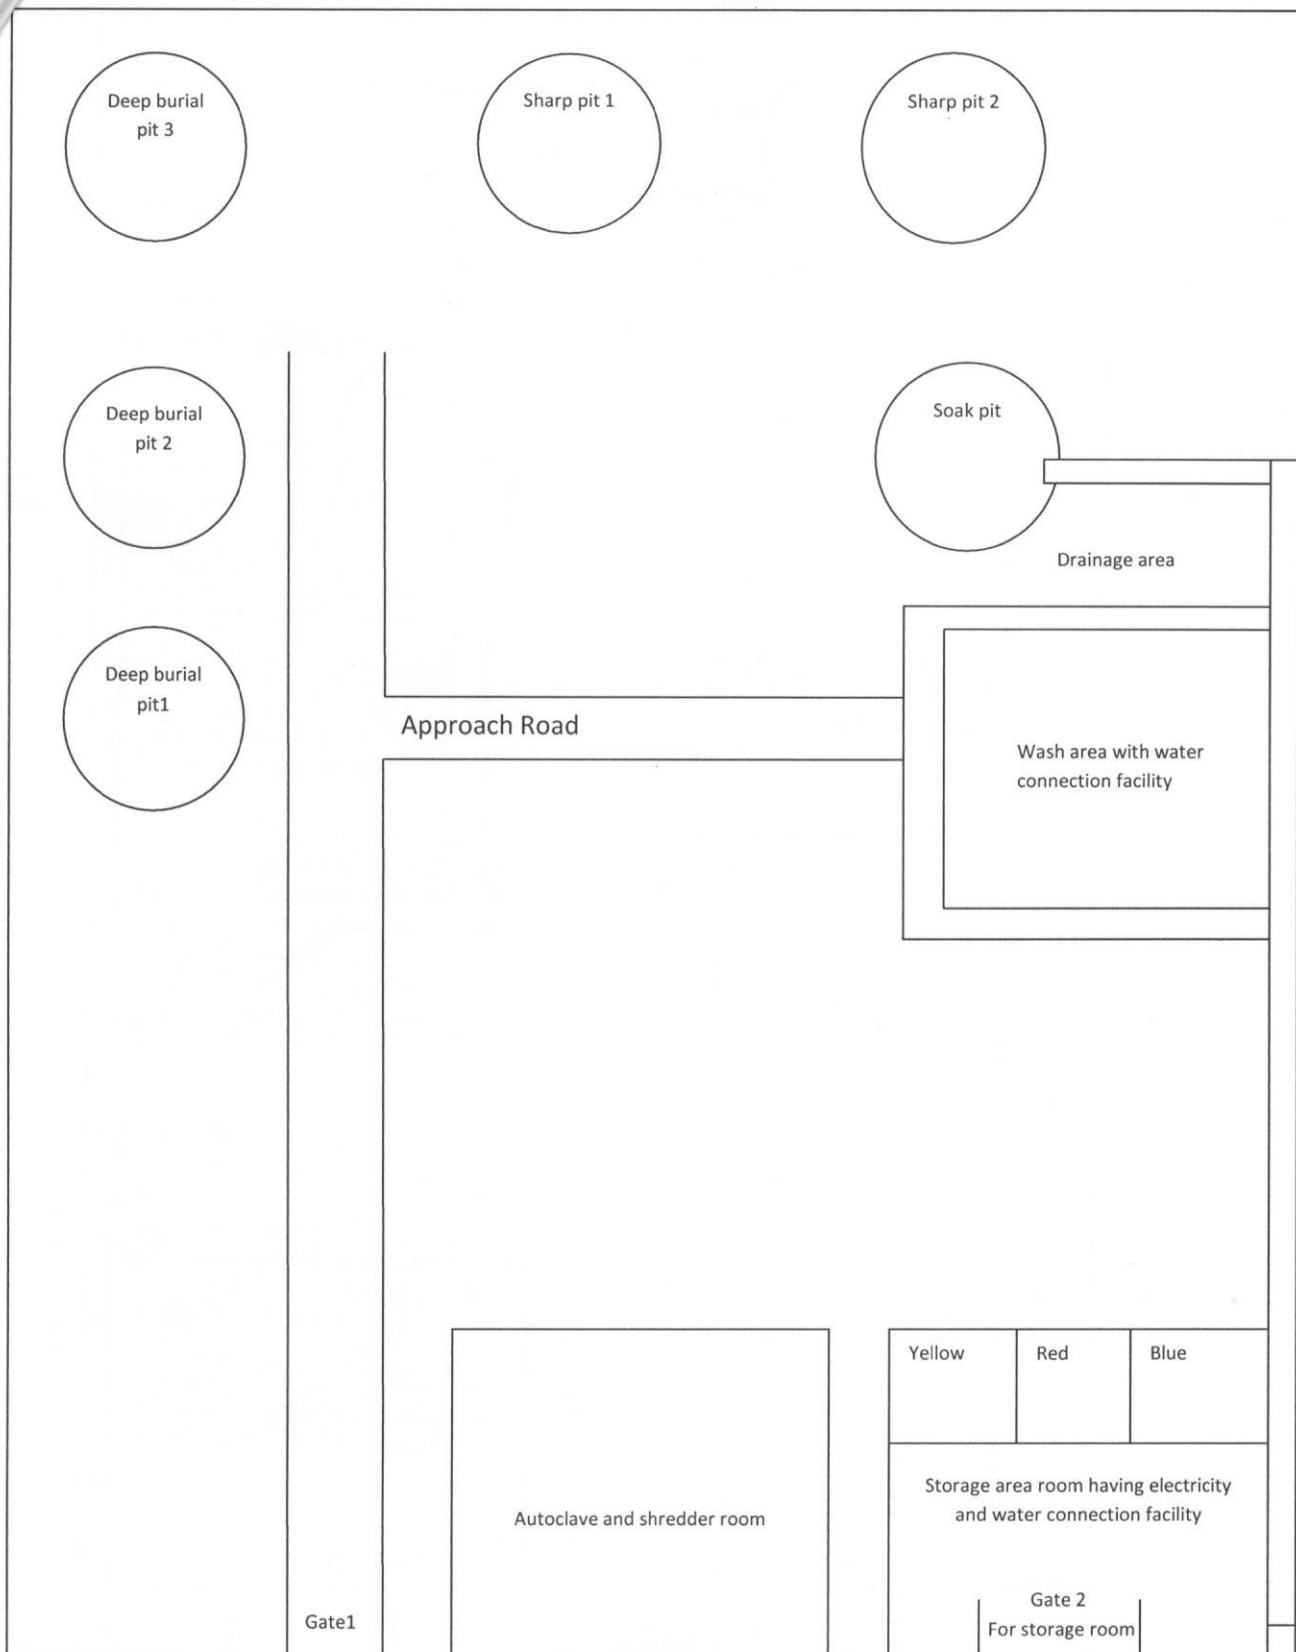 Deep burial
pit 3
Sharp pit 1
Sharp pit 2
Deep burial
pit 2
Soak pit
Drainage area
Deep burial
pit1
Approach Road
Wash area with water
connection facility
Yellow
Red
Blue
Storage area room having electricity
and water connection facility
Autoclave and shredder room
Gate1
Gate 2
For storage room